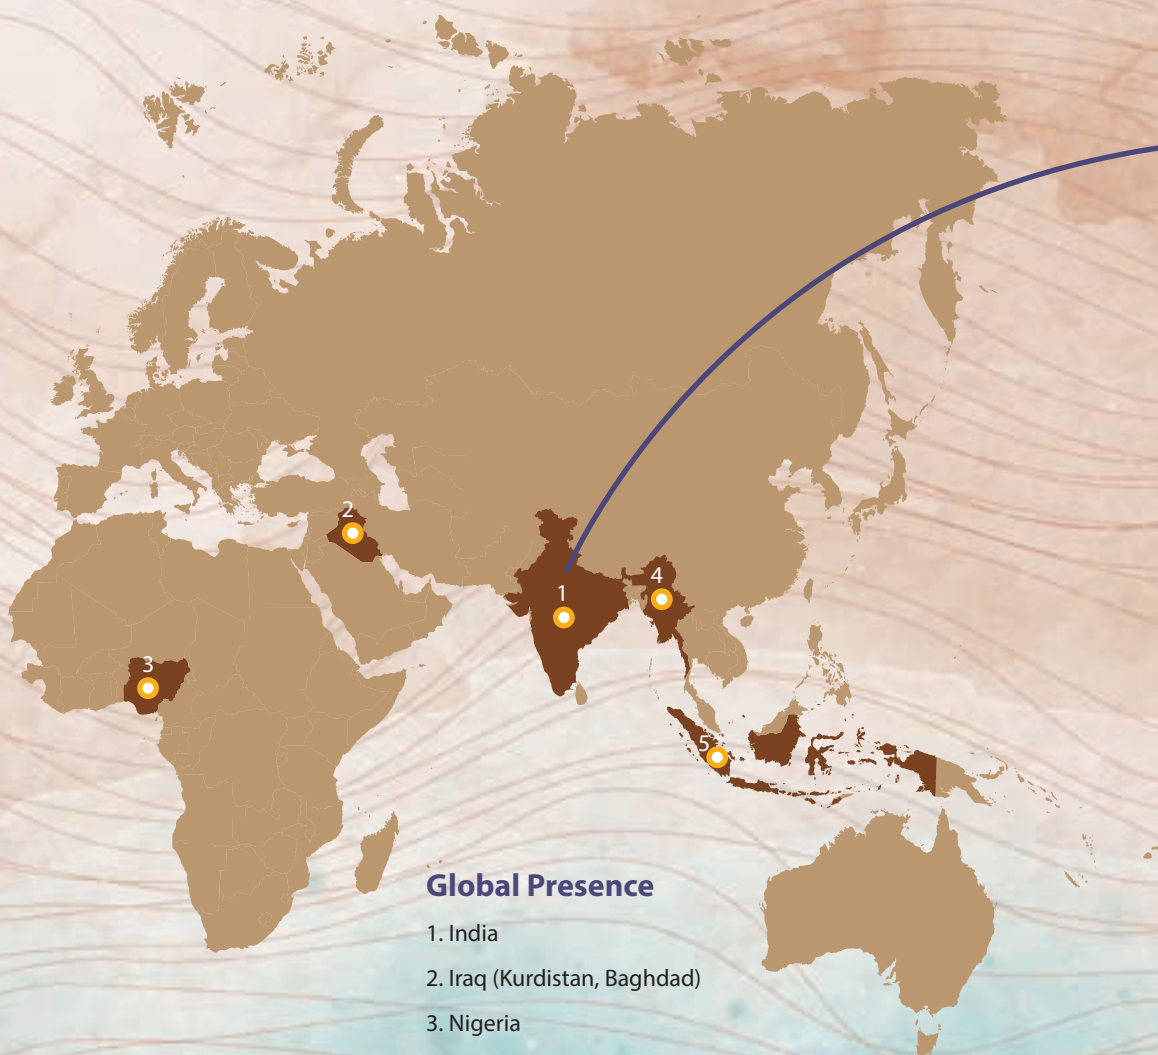 2
1
4
3
5
Global Presence
1. India
2. Iraq (Kurdistan, Baghdad)
3. Nigeria